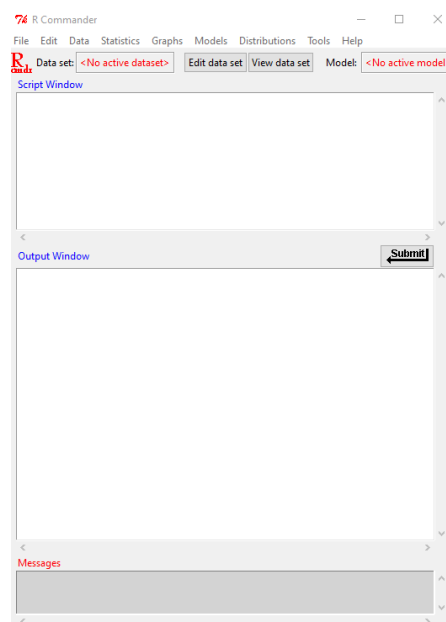 R Commander
File Edit Data Statistics Graphs Models Distributions Tools Help
R cmdr Data set: <No active dataset> Edit data set View data set Model: <No active model
Script Window
Output Window Submit
Messages